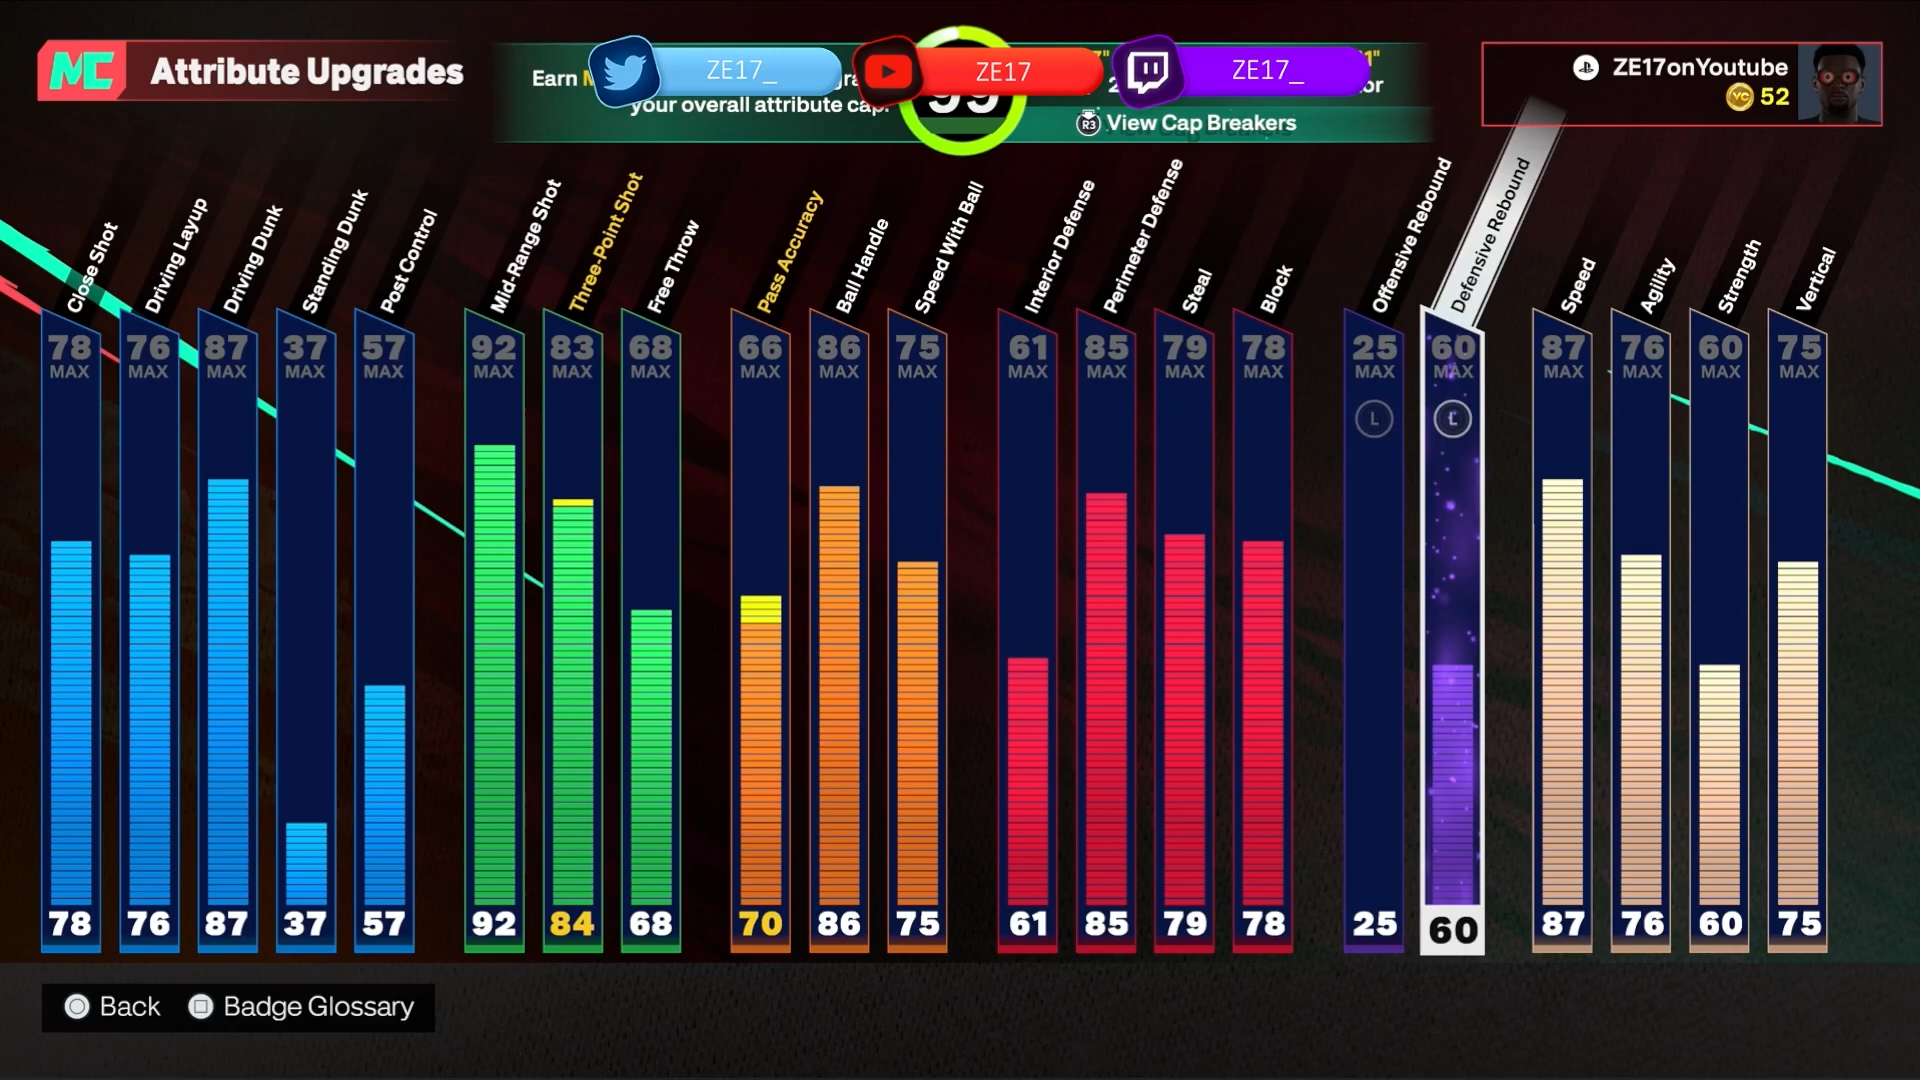 MC
Attribute Upgrades
Earn
your overall attribute cap.
ZE17_
ZE17
ZE17_
99
R3 View Cap Breakers
ZE17onYoutube
VC 52
Close Shot
Driving Layup
Driving Dunk
Standing Dunk
Post Control
Mid-Range Shot
Three-Point Shot
Free Throw
Pass Accuracy
Ball Handle
Speed With Ball
Interior Defense
Perimeter Defense
Steal
Block
Offensive Rebound
Defensive Rebound
Speed
Agility
Strength
Vertical
78 76 87 37 57 92 83 68 66 86 75 61 85 79 78 25 60 87 76 60 75
MAX MAX MAX MAX MAX MAX MAX MAX MAX MAX MAX MAX MAX MAX MAX MAX MAX MAX MAX MAX MAX
L L
78 76 87 37 57 92 84 68 70 86 75 61 85 79 78 25 60 87 76 60 75
Back Badge Glossary